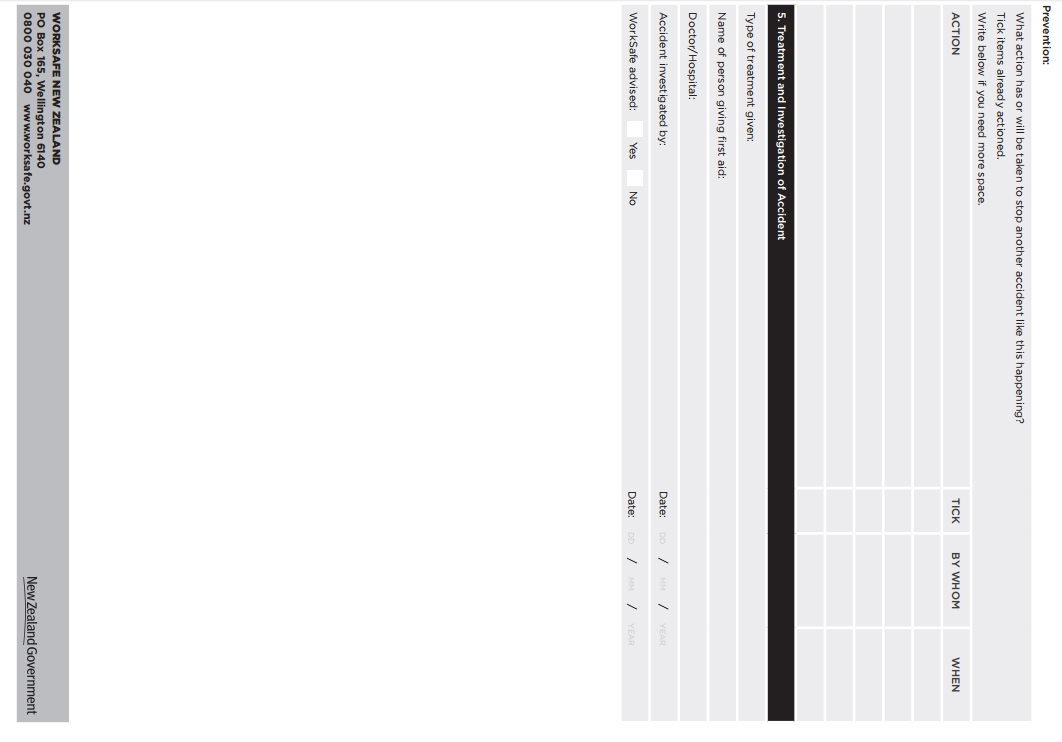 Prevention:
What action has or will be taken to stop another accident like this happening?
Tick items already actioned.
Write below if you need more space.
ACTION TICK BY WHOM WHEN
5. Treatment and Investigation of Accident
Type of treatment given:
Name of person giving first aid:
Doctor/Hospital:
Accident investigated by: Date: DD / MM / YEAR
WorkSafe advised: Yes No Date: DD / MM / YEAR
WORKSAFE NEW ZEALAND
PO Box 165, Wellington 6140
0800 030 040 www.worksafe.govt.nz
New Zealand Government